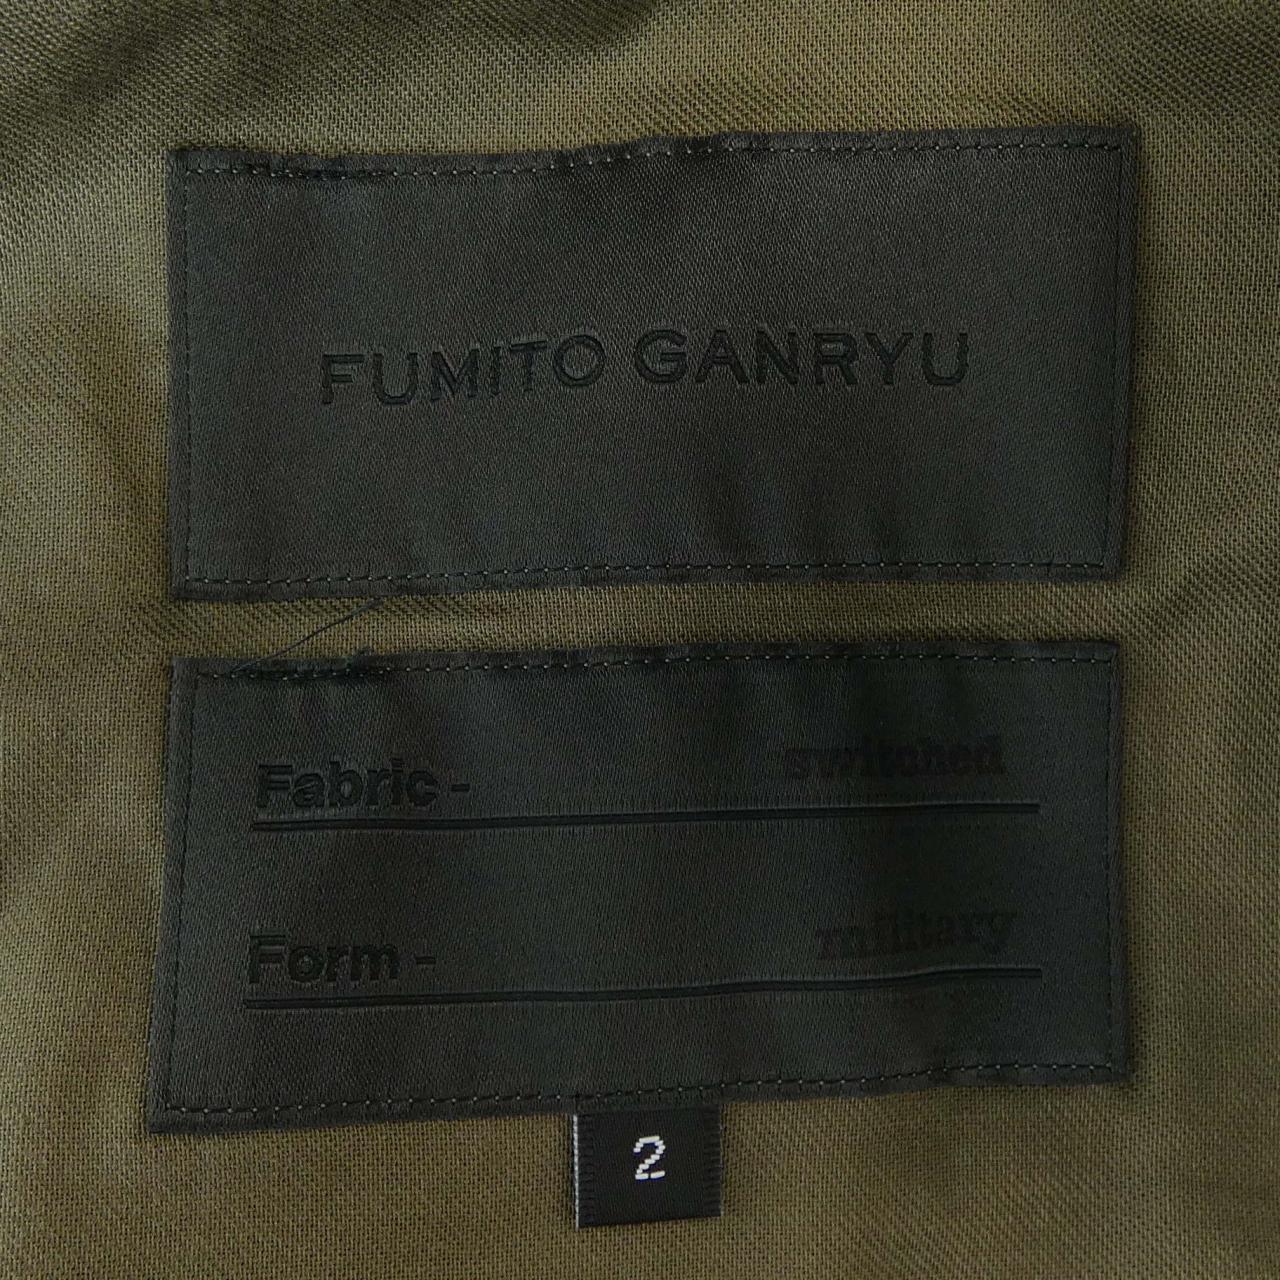 FUMITO GANRYU
Fabric - switched
Form - military
2